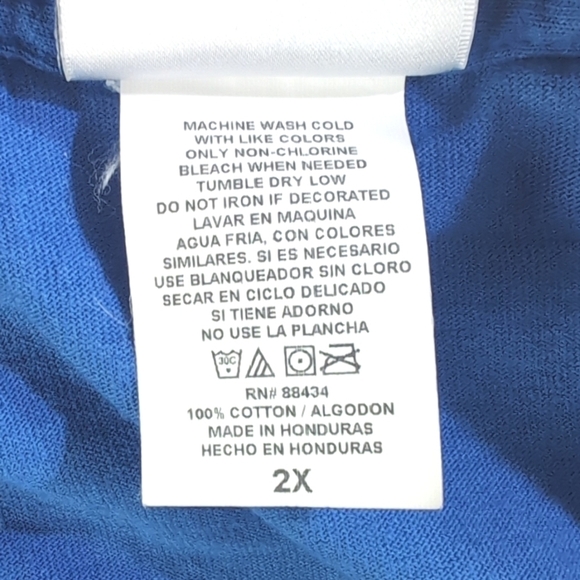 MACHINE WASH COLD
WITH LIKE COLORS
ONLY NON-CHLORINE
BLEACH WHEN NEEDED
TUMBLE DRY LOW
DO NOT IRON IF DECORATED
LAVAR EN MAQUINA
AGUA FRIA, CON COLORES
SIMILARES. SI ES NECESARIO
USE BLANQUEADOR SIN CLORO
SECAR EN CICLO DELICADO
SI TIENE ADORNO
NO USE LA PLANCHA
30C
RN# 88434
100% COTTON / ALGODON
MADE IN HONDURAS
HECHO EN HONDURAS
2X